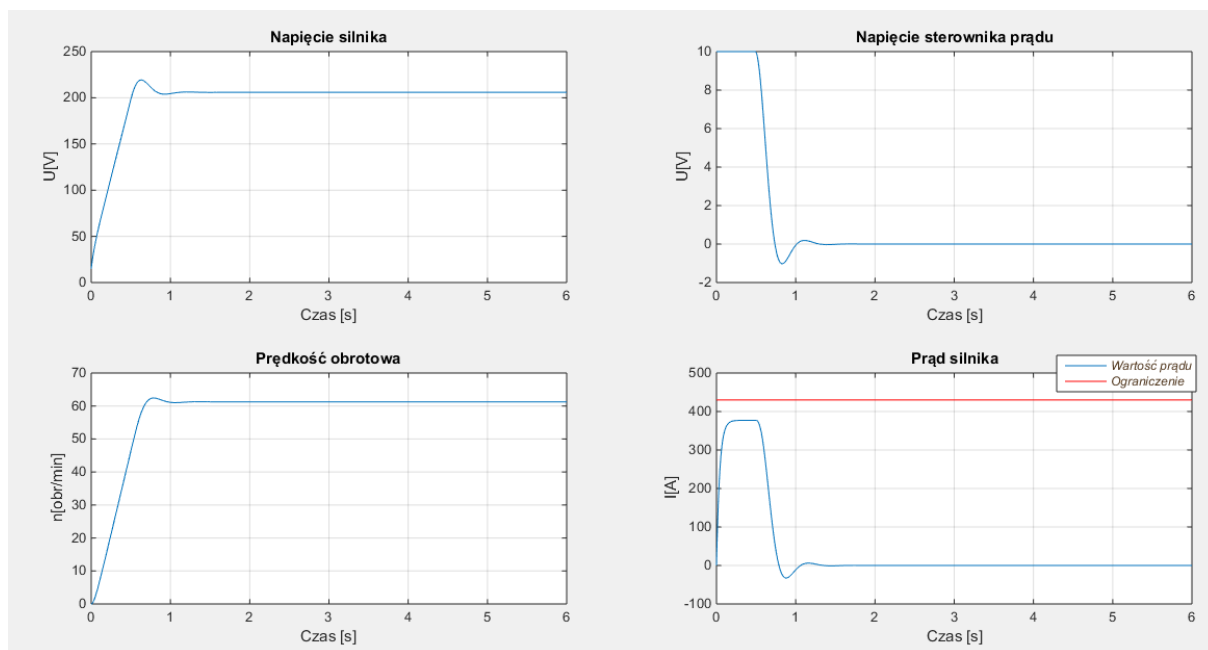 Napięcie silnika
250
200
150
100
50
0
U[V]
0 1 2 3 4 5 6
Czas [s]
Napięcie sterownika prądu
10
8
6
4
2
0
-2
U[V]
0 1 2 3 4 5 6
Czas [s]
Prędkość obrotowa
70
60
50
40
30
20
10
0
n[obr/min]
0 1 2 3 4 5 6
Czas [s]
Prąd silnika
Wartość prądu
Ograniczenie
500
400
300
200
100
0
-100
I[A]
0 1 2 3 4 5 6
Czas [s]